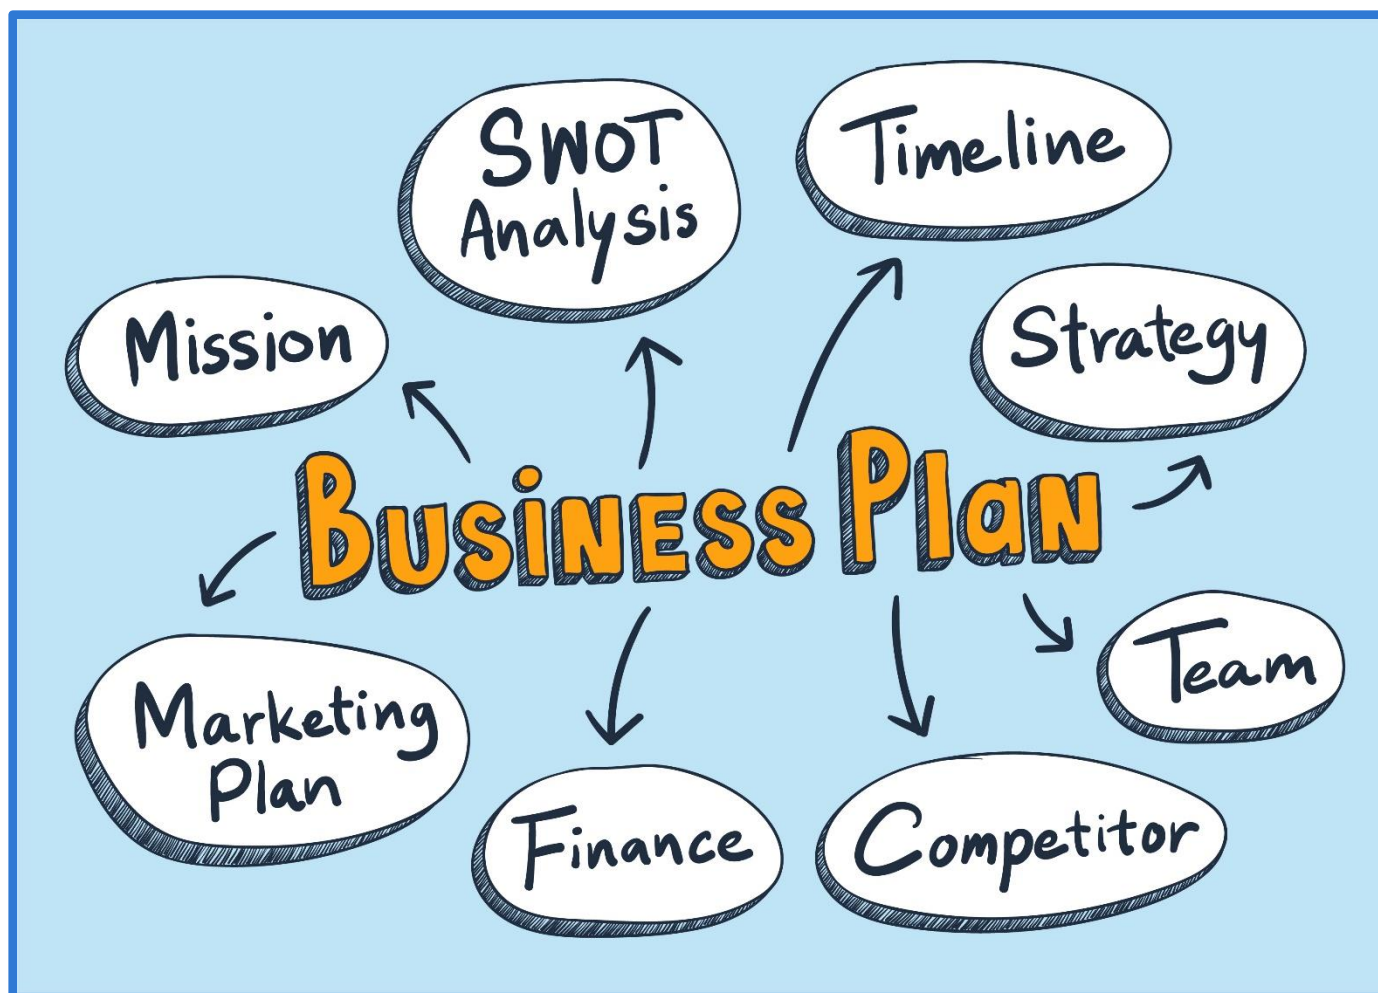 SWOT
Analysis
Timeline
Mission
Strategy
Business Plan
Marketing
Plan
Finance
Competitor
Team